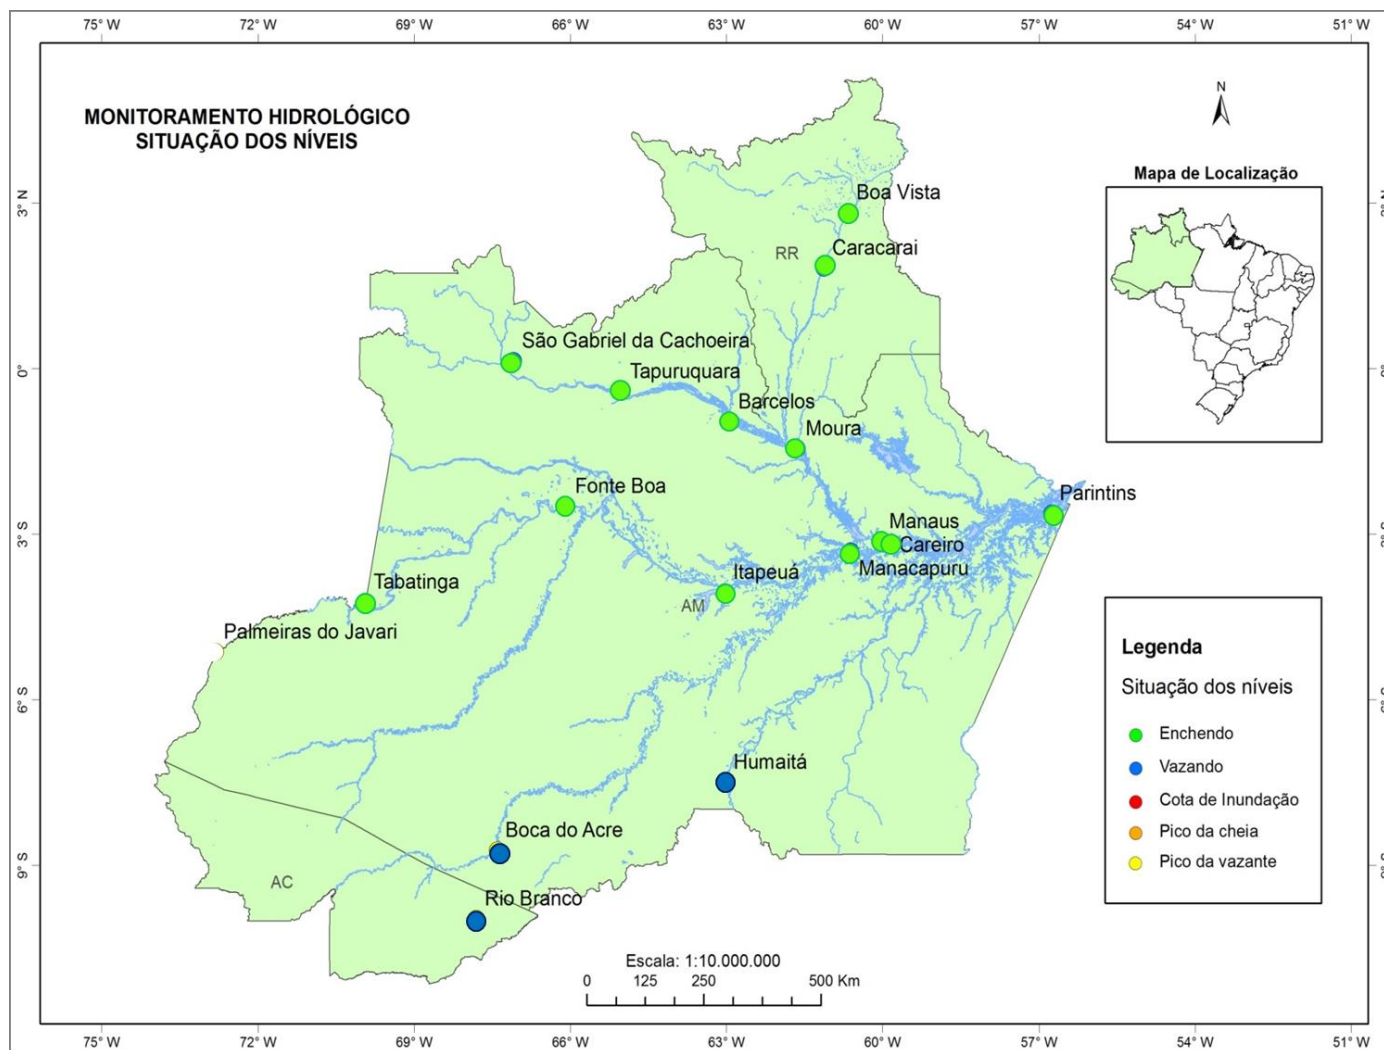 75° W 72° W 69° W 66° W 63° W 60° W 57° W 54° W 51° W
MONITORAMENTO HIDROLÓGICO
SITUAÇÃO DOS NÍVEIS
N
Mapa de Localização
3° N
Boa Vista
RR
Caracarai
São Gabriel da Cachoeira
0°
Tapuruquara
Barcelos
Moura
Fonte Boa
Parintins
3° S
Manaus
Careiro
Manacapuru
Itapeuá
Tabatinga
AM
Palmeiras do Javari
Legenda
Situação dos níveis
6° S
Enchendo
Humaitá
Vazando
Cota de Inundação
Boca do Acre
Pico da cheia
Pico da vazante
9° S
AC
Rio Branco
Escala: 1:10.000.000
0 125 250 500 Km
75° W 72° W 69° W 66° W 63° W 60° W 57° W 54° W 51° W